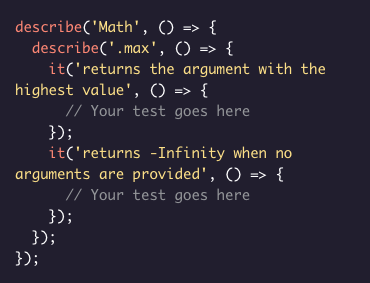 describe('Math', () => {
  describe('.max', () => {
    it('returns the argument with the
highest value', () => {
      // Your test goes here
    });
    it('returns -Infinity when no
arguments are provided', () => {
      // Your test goes here
    });
  });
});